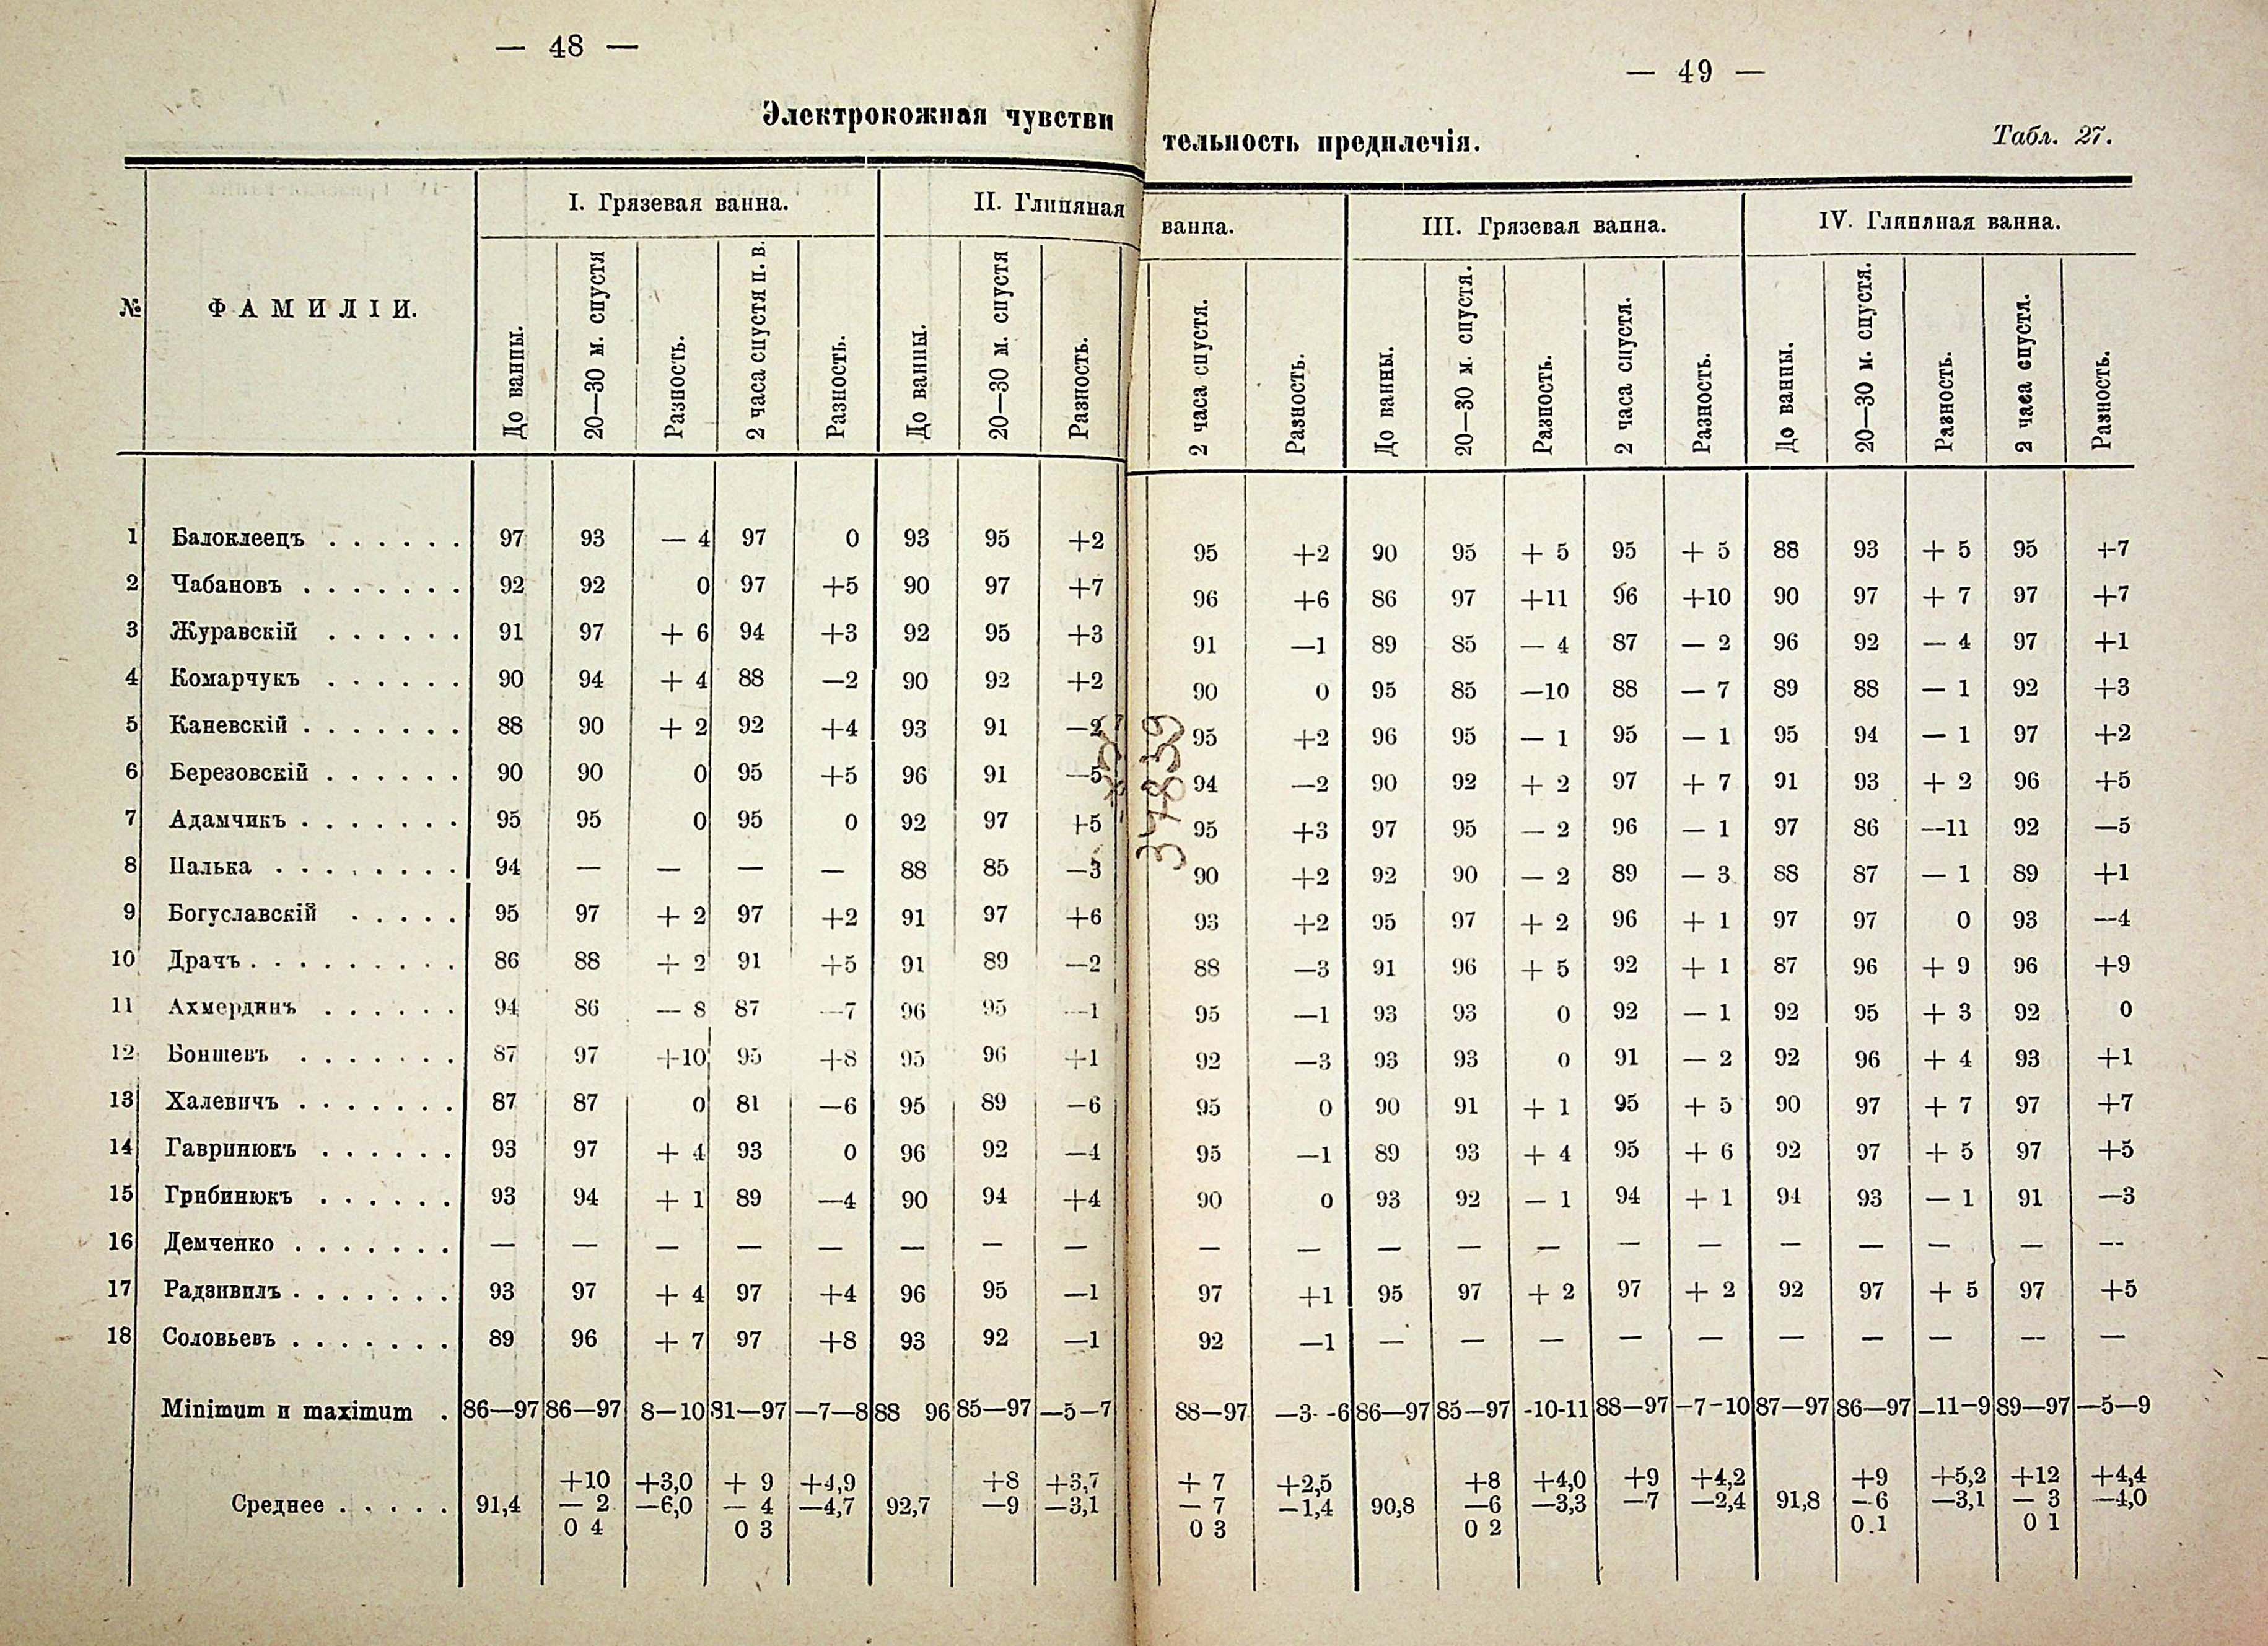 — 48 —
— 49 —
Электрокожная чувстви тельность предплечія.
Табл. 27.
№ ФАМИЛІИ. I. Грязевая ванна. II. Глиняная ванна. III. Грязевая ванна. IV. Глиняная ванна.
До ванны. 20—30 м. спустя Разность. 2 часа спустя п. в. Разность. До ванны. 20—30 м. спустя Разность. 2 часа спустя. Разность. До ванны. 20—30 м. спустя. Разность. 2 часа спустя. Разность. До ванны. 20—30 м. спустя. Разность. 2 часа спустя. Разность.
1 Балоклеецъ . . . . . . 97 93 — 4 97 0 93 95 +2 95 +2 90 95 + 5 95 + 5 88 93 + 5 95 +7
2 Чабановъ . . . . . . . 92 92 0 97 +5 90 97 +7 96 +6 86 97 +11 96 +10 90 97 + 7 97 +7
3 Журавскій . . . . . . 91 97 + 6 94 +3 92 95 +3 91 —1 89 85 — 4 87 — 2 96 92 — 4 97 +1
4 Комарчукъ . . . . . . 90 94 + 4 88 —2 90 92 +2 90 0 95 85 —10 88 — 7 89 88 — 1 92 +3
5 Каневскій . . . . . . . 88 90 + 2 92 +4 93 91 —2 95 +2 96 95 — 1 95 — 1 95 94 — 1 97 +2
6 Березовскій . . . . . . 90 90 0 95 +5 96 91 —5 94 —2 90 92 + 2 97 + 7 91 93 + 2 96 +5
7 Адамчикъ . . . . . . . 95 95 0 95 0 92 97 +5 95 +3 97 95 — 2 96 — 1 97 86 —11 92 —5
8 Палька . . . . . . . . 94 — — — — 88 85 —3 90 +2 92 90 — 2 89 — 3 88 87 — 1 89 +1
9 Богуславскій . . . . . 95 97 + 2 97 +2 91 97 +6 93 +2 95 97 + 2 96 + 1 97 97 0 93 —4
10 Драчъ . . . . . . . . . 86 88 + 2 91 +5 91 89 —2 88 —3 91 96 + 5 92 + 1 87 96 + 9 96 +9
11 Ахмердинъ . . . . . . 94 86 — 8 87 —7 96 95 —1 95 —1 93 93 0 92 — 1 92 95 + 3 92 0
12 Боншевъ . . . . . . . 87 97 +10 95 +8 95 96 +1 92 —3 93 93 0 91 — 2 92 96 + 4 93 +1
13 Халевичъ . . . . . . . 87 87 0 81 —6 95 89 —6 95 0 90 91 + 1 95 + 5 90 97 + 7 97 +7
14 Гавринюкъ . . . . . . 93 97 + 4 93 0 96 92 —4 95 —1 89 93 + 4 95 + 6 92 97 + 5 97 +5
15 Грибинюкъ . . . . . . 93 94 + 1 89 —4 90 94 +4 90 0 93 92 — 1 94 + 1 94 93 — 1 91 —3
16 Демченко . . . . . . . — — — — — — — — — — — — — — — — — — — —
17 Радзивилъ . . . . . . . 93 97 + 4 97 +4 96 95 —1 97 +1 95 97 + 2 97 + 2 92 97 + 5 97 +5
18 Соловьевъ . . . . . . . 89 96 + 7 97 +8 93 92 —1 92 —1 — — — — — — — — — —
Minimum и maximum . 86—97 86—97 8—10 81—97 —7—8 88 96 85—97 —5—7 88—97 —3--6 86—97 85—97 -10-11 88—97 —7-10 87—97 86—97 —11—9 89—97 —5—9
+10 +3,0 + 9 +4,9 +8 +3,7 + 7 +2,5 +8 +4,0 +9 +4,2 +9 +5,2 +12 +4,4
Среднее . . . . . 91,4 — 2 —6,0 — 4 —4,7 92,7 —9 —3,1 — 7 —1,4 90,8 —6 —3,3 —7 —2,4 91,8 —6 —3,1 — 3 —4,0
0 4 0 3 0 3 0 2 0.1 0 1
374839